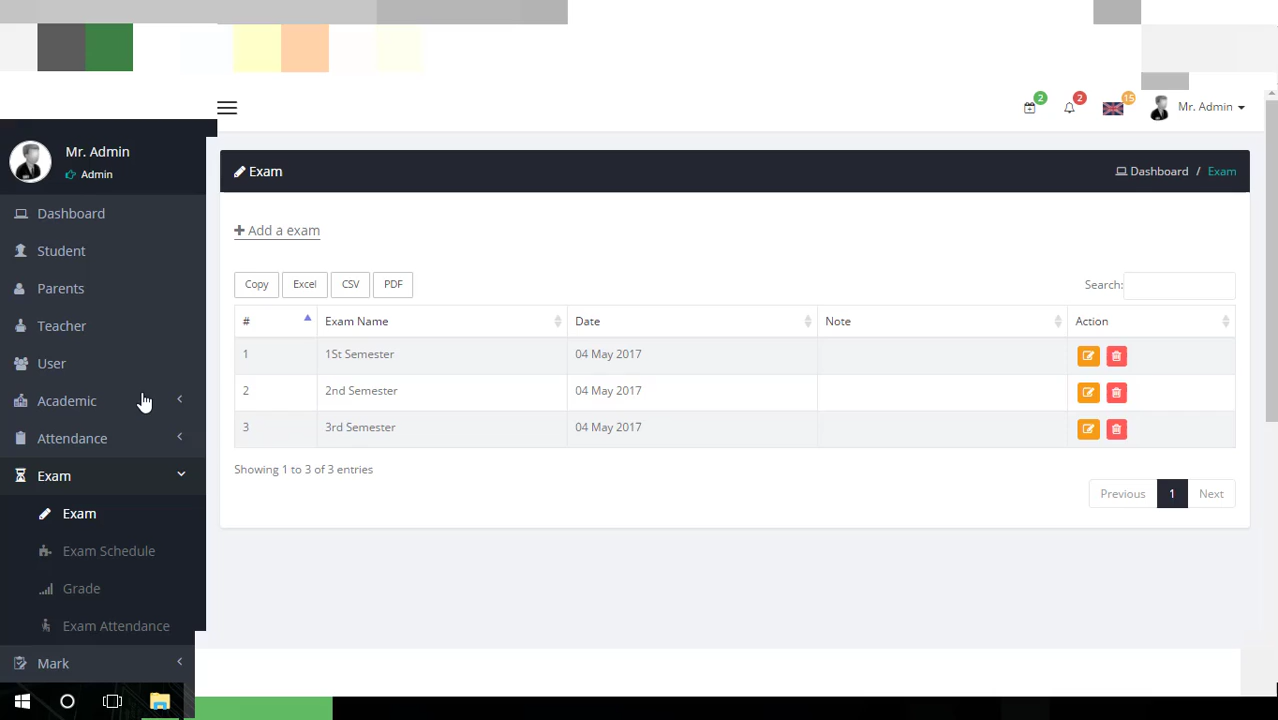 2
2
15
Mr. Admin
Mr. Admin
Admin
Dashboard
Student
Parents
Teacher
User
Academic
Attendance
Exam
Exam
Exam Schedule
Grade
Exam Attendance
Mark
Exam
Dashboard / Exam
Add a exam
Copy Excel CSV PDF
Search:
# Exam Name Date Note Action
1 1St Semester 04 May 2017
2 2nd Semester 04 May 2017
3 3rd Semester 04 May 2017
Showing 1 to 3 of 3 entries
Previous 1 Next